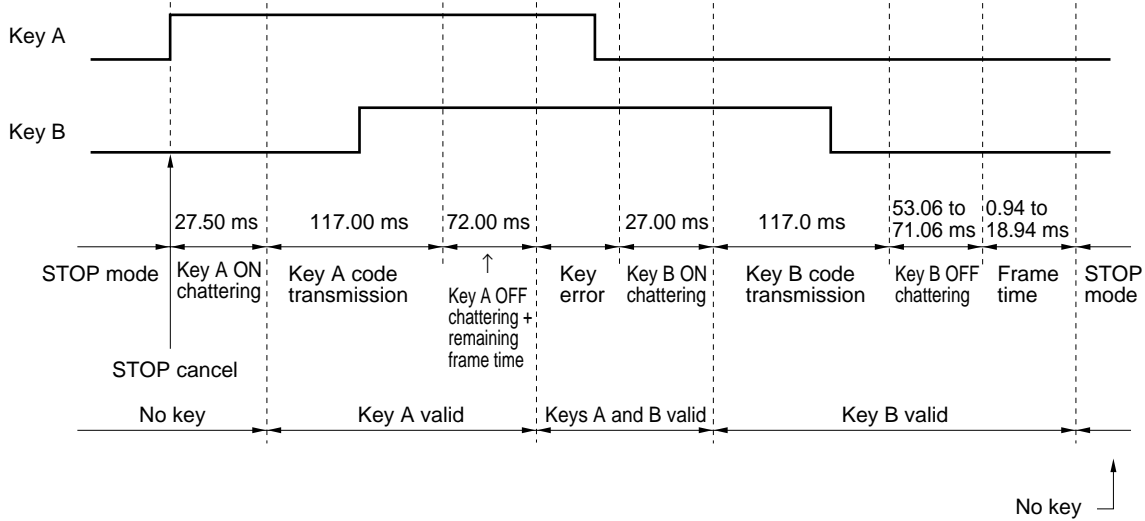 Key A
Key B
27.50 ms
117.00 ms
72.00 ms
27.00 ms
117.0 ms
53.06 to
71.06 ms
0.94 to
18.94 ms
STOP mode
Key A ON
chattering
Key A code
transmission
↑
Key A OFF
chattering +
remaining
frame time
Key
error
Key B ON
chattering
Key B code
transmission
Key B OFF
chattering
Frame
time
STOP
mode
STOP cancel
No key
Key A valid
Keys A and B valid
Key B valid
No key